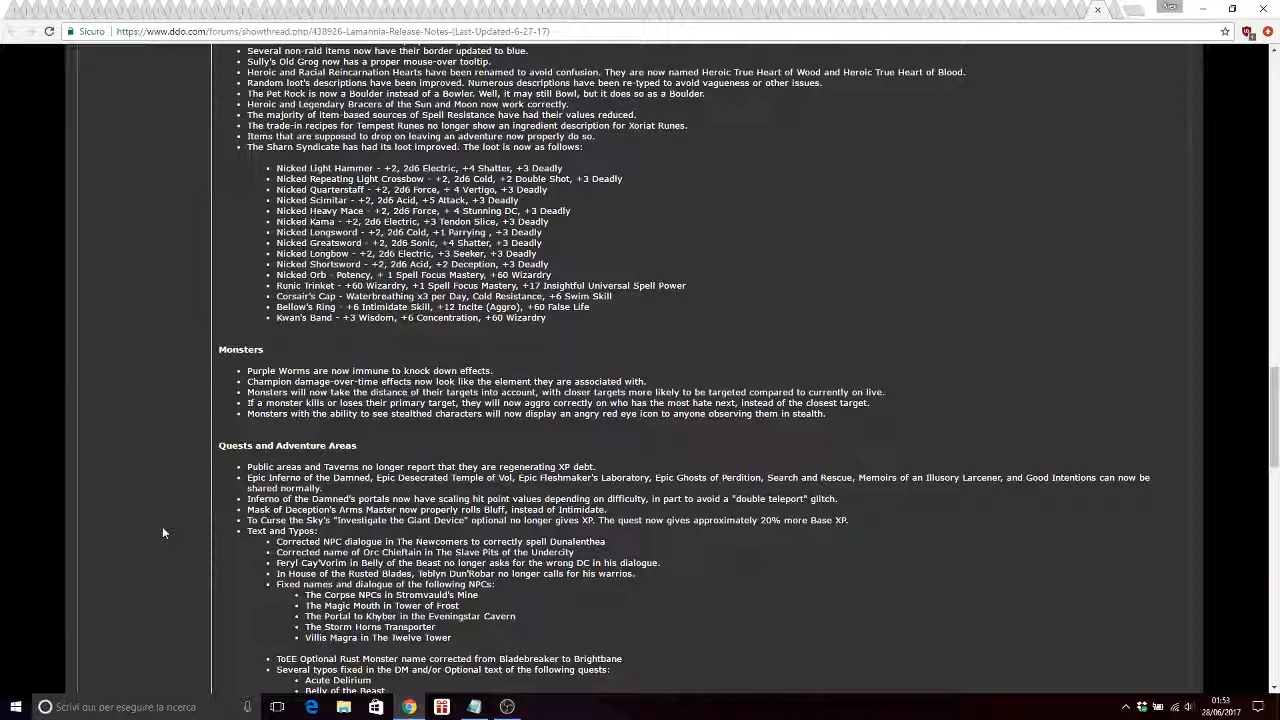 Alex
Sicuro
https://www.ddo.com/forums/showthread.php/438926-Lamannia-Release-Notes-(Last-Updated-6-27-17)
Several non-raid items now have their border updated to blue.
Sully's Old Grog now has a proper mouse-over tooltip.
Heroic and Racial Reincarnation Hearts have been renamed to avoid confusion. They are now named Heroic True Heart of Wood and Heroic True Heart of Blood.
Random loot's descriptions have been improved. Numerous descriptions have been re-typed to avoid vagueness or other issues.
The Pet Rock is now a Boulder instead of a Bowler. Well, it may still Bowl, but it does so as a Boulder.
Heroic and Legendary Bracers of the Sun and Moon now work correctly.
The majority of item-based sources of Spell Resistance have had their values reduced.
The trade-in recipes for Tempest Runes no longer show an ingredient description for Xoriat Runes.
Items that are supposed to drop on leaving an adventure now properly do so.
The Sharn Syndicate has had its loot improved. The loot is now as follows:
Nicked Light Hammer - +2, 2d6 Electric, +4 Shatter, +3 Deadly
Nicked Repeating Light Crossbow - +2, 2d6 Cold, +2 Double Shot, +3 Deadly
Nicked Quarterstaff - +2, 2d6 Force, + 4 Vertigo, +3 Deadly
Nicked Scimitar - +2, 2d6 Acid, +5 Attack, +3 Deadly
Nicked Heavy Mace - +2, 2d6 Force, + 4 Stunning DC, +3 Deadly
Nicked Kama - +2, 2d6 Electric, +3 Tendon Slice, +3 Deadly
Nicked Longsword - +2, 2d6 Cold, +1 Parrying , +3 Deadly
Nicked Greatsword - +2, 2d6 Sonic, +4 Shatter, +3 Deadly
Nicked Longbow - +2, 2d6 Electric, +3 Seeker, +3 Deadly
Nicked Shortsword - +2, 2d6 Acid, +2 Deception, +3 Deadly
Nicked Orb - Potency, + 1 Spell Focus Mastery, +60 Wizardry
Runic Trinket - +60 Wizardry, +1 Spell Focus Mastery, +17 Insightful Universal Spell Power
Corsair's Cap - Waterbreathing x3 per Day, Cold Resistance, +6 Swim Skill
Bellow's Ring - +6 Intimidate Skill, +12 Incite (Aggro), +60 False Life
Kwan's Band - +3 Wisdom, +6 Concentration, +60 Wizardry
Monsters
Purple Worms are now immune to knock down effects.
Champion damage-over-time effects now look like the element they are associated with.
Monsters will now take the distance of their targets into account, with closer targets more likely to be targeted compared to currently on live.
If a monster kills or loses their primary target, they will now aggro correctly on who has the most hate next, instead of the closest target.
Monsters with the ability to see stealthed characters will now display an angry red eye icon to anyone observing them in stealth.
Quests and Adventure Areas
Public areas and Taverns no longer report that they are regenerating XP debt.
Epic Inferno of the Damned, Epic Desecrated Temple of Vol, Epic Fleshmaker's Laboratory, Epic Ghosts of Perdition, Search and Rescue, Memoirs of an Illusory Larcener, and Good Intentions can now be
shared normally.
Inferno of the Damned's portals now have scaling hit point values depending on difficulty, in part to avoid a "double teleport" glitch.
Mask of Deception's Arms Master now properly rolls Bluff, instead of Intimidate.
To Curse the Sky's "Investigate the Giant Device" optional no longer gives XP. The quest now gives approximately 20% more Base XP.
Text and Typos:
Corrected NPC dialogue in The Newcomers to correctly spell Dunalenthea
Corrected name of Orc Chieftain in The Slave Pits of the Undercity
Feryl Cay'Vorim in Belly of the Beast no longer asks for the wrong DC in his dialogue.
In House of the Rusted Blades, Teblyn Dun'Robar no longer calls for his warrios.
Fixed names and dialogue of the following NPCs:
The Corpse NPCs in Stromvauld's Mine
The Magic Mouth in Tower of Frost
The Portal to Khyber in the Eveningstar Cavern
The Storm Horns Transporter
Villis Magra in The Twelve Tower
ToEE Optional Rust Monster name corrected from Bladebreaker to Brightbane
Several typos fixed in the DM and/or Optional text of the following quests:
Acute Delirium
Belly of the Beast
Scrivi qui per eseguire la ricerca
01:53
28/06/2017